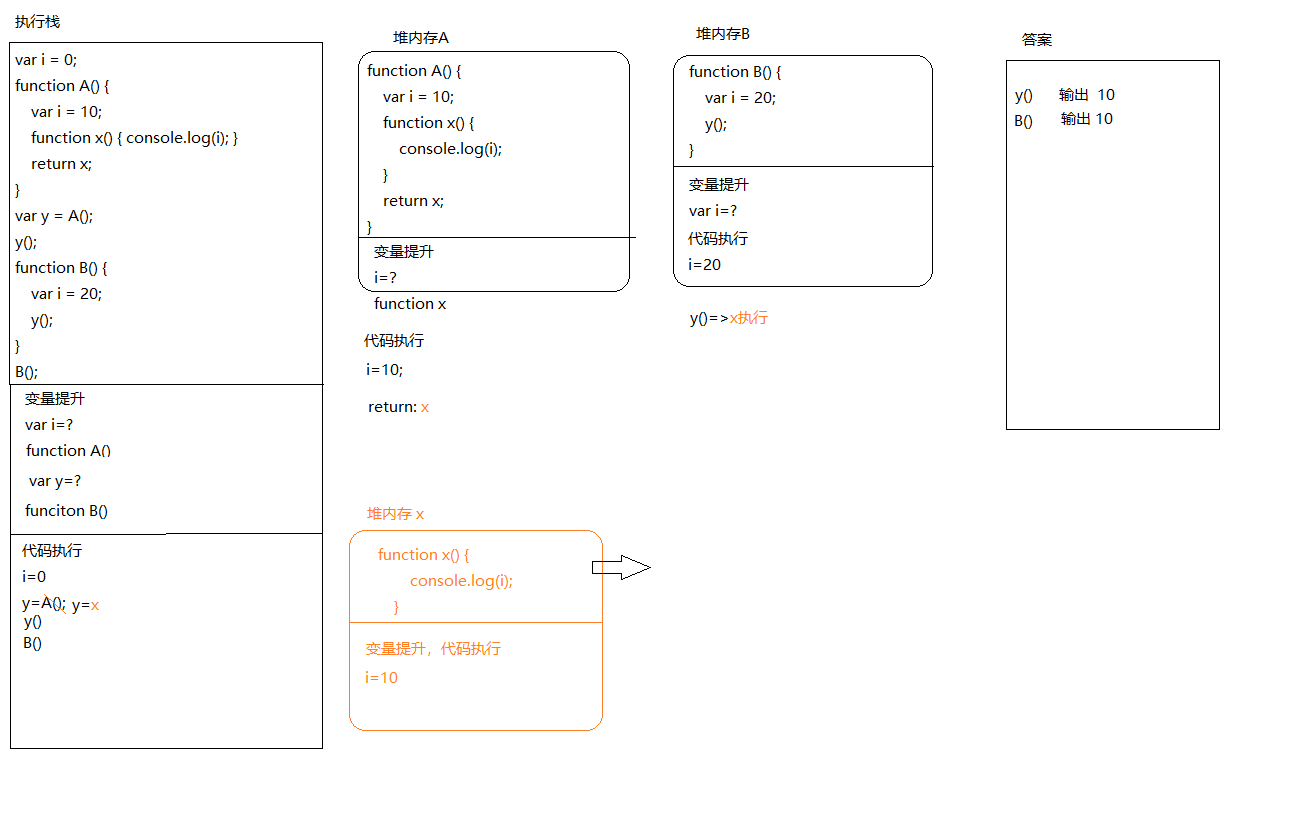 执行栈
var i = 0;
function A() {
var i = 10;
function x() { console.log(i); }
return x;
}
var y = A();
y();
function B() {
var i = 20;
y();
}
B();
变量提升
var i=?
function A()
var y=?
funciton B()
代码执行
i=0
y=A(); y=x
y()
B()
堆内存A
function A() {
var i = 10;
function x() {
console.log(i);
}
return x;
}
变量提升
i=?
function x
代码执行
i=10;
return: x
堆内存 x
function x() {
console.log(i);
}
变量提升，代码执行
i=10
堆内存B
function B() {
var i = 20;
y();
}
变量提升
var i=?
代码执行
i=20
y()=>x执行
答案
y() 输出 10
B() 输出 10